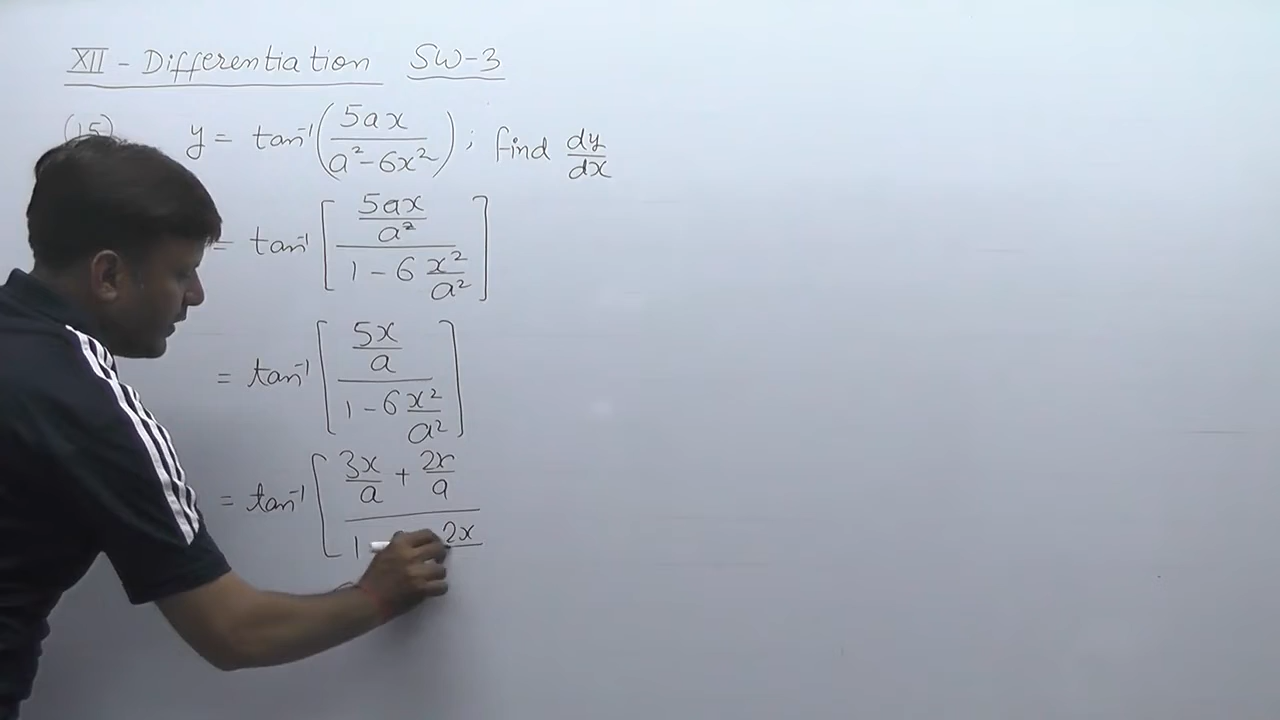 XII - Differentiation SW-3
(15) y = tan⁻¹(5ax / a² - 6x²) ; find dy/dx
= tan⁻¹[(5ax/a²) / (1 - 6 x²/a²)]
= tan⁻¹[(5x/a) / (1 - 6 x²/a²)]
= tan⁻¹[(3x/a + 2x/a) / (1 - 2x